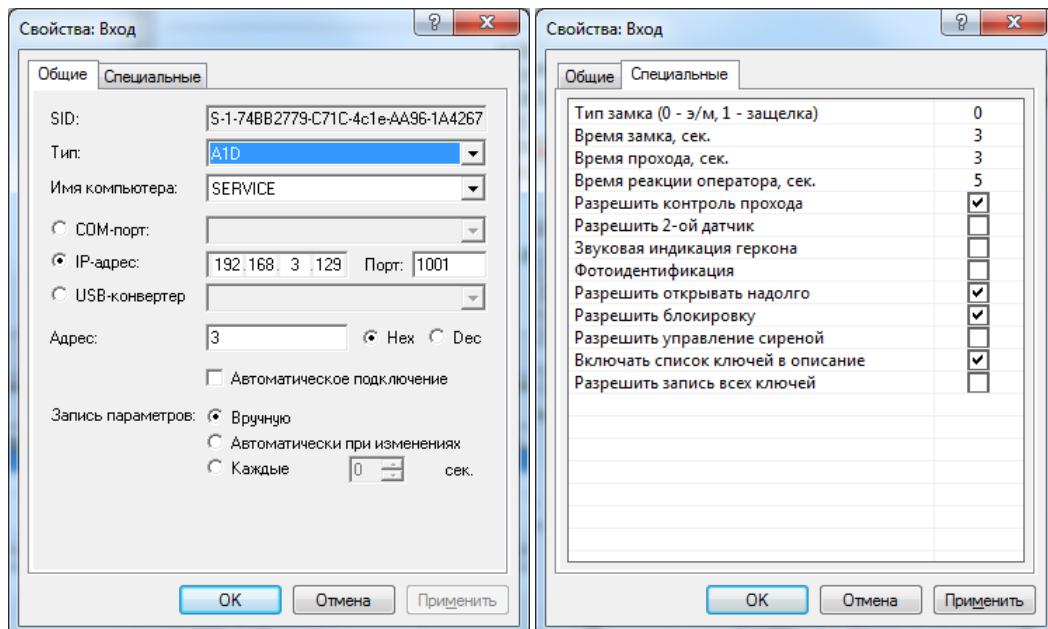 Свойства: Вход
Общие Специальные
SID: S-1-74BB2779-C71C-4c1e-AA96-1A4267
Тип: A1D
Имя компьютера: SERVICE
COM-порт:
IP-адрес: 192.168. 3 .129 Порт: 1001
USB-конвертер
Адрес: 3 Hex Dec
Автоматическое подключение
Запись параметров: Вручную
Автоматически при изменениях
Каждые 0 сек.
OK Отмена Применить
Свойства: Вход
Общие Специальные
Тип замка (0 - э/м, 1 - защелка) 0
Время замка, сек. 3
Время прохода, сек. 3
Время реакции оператора, сек. 5
Разрешить контроль прохода
Разрешить 2-ой датчик
Звуковая индикация геркона
Фотоидентификация
Разрешить открывать надолго
Разрешить блокировку
Разрешить управление сиреной
Включать список ключей в описание
Разрешить запись всех ключей
OK Отмена Применить